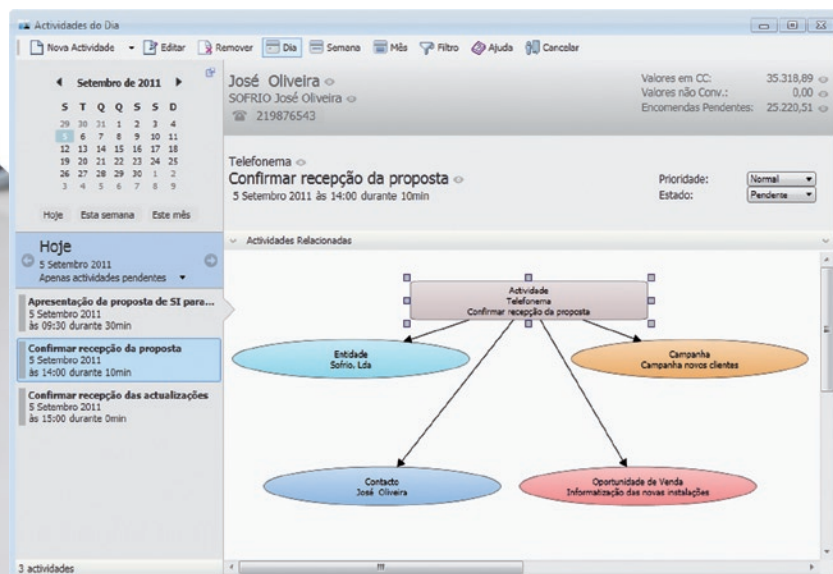 Actividades do Dia
Nova Actividade Editar Remover Dia Semana Mês Filtro Ajuda Cancelar
Setembro de 2011
S T Q Q S S D
29 30 31 1 2 3 4
5 6 7 8 9 10 11
12 13 14 15 16 17 18
19 20 21 22 23 24 25
26 27 28 29 30 1 2
3 4 5 6 7 8 9
Hoje Esta semana Este mês
Hoje
5 Setembro 2011
Apenas actividades pendentes
Apresentação da proposta de SI para...
5 Setembro 2011
às 09:30 durante 30min
Confirmar recepção da proposta
5 Setembro 2011
às 14:00 durante 10min
Confirmar recepção das actualizações
5 Setembro 2011
às 15:00 durante 0min
3 actividades
José Oliveira
SOFRIO José Oliveira
219876543
Valores em CC: 35.318,89
Valores não Conv.: 0,00
Encomendas Pendentes: 25.220,51
Telefonema
Confirmar recepção da proposta
5 Setembro 2011 às 14:00 durante 10min
Prioridade: Normal
Estado: Pendente
Actividades Relacionadas
Actividade
Telefonema
Confirmar recepção da proposta
Entidade
Sofrio, Lda
Campanha
Campanha novos clientes
Contacto
José Oliveira
Oportunidade de Venda
Informatização das novas instalações